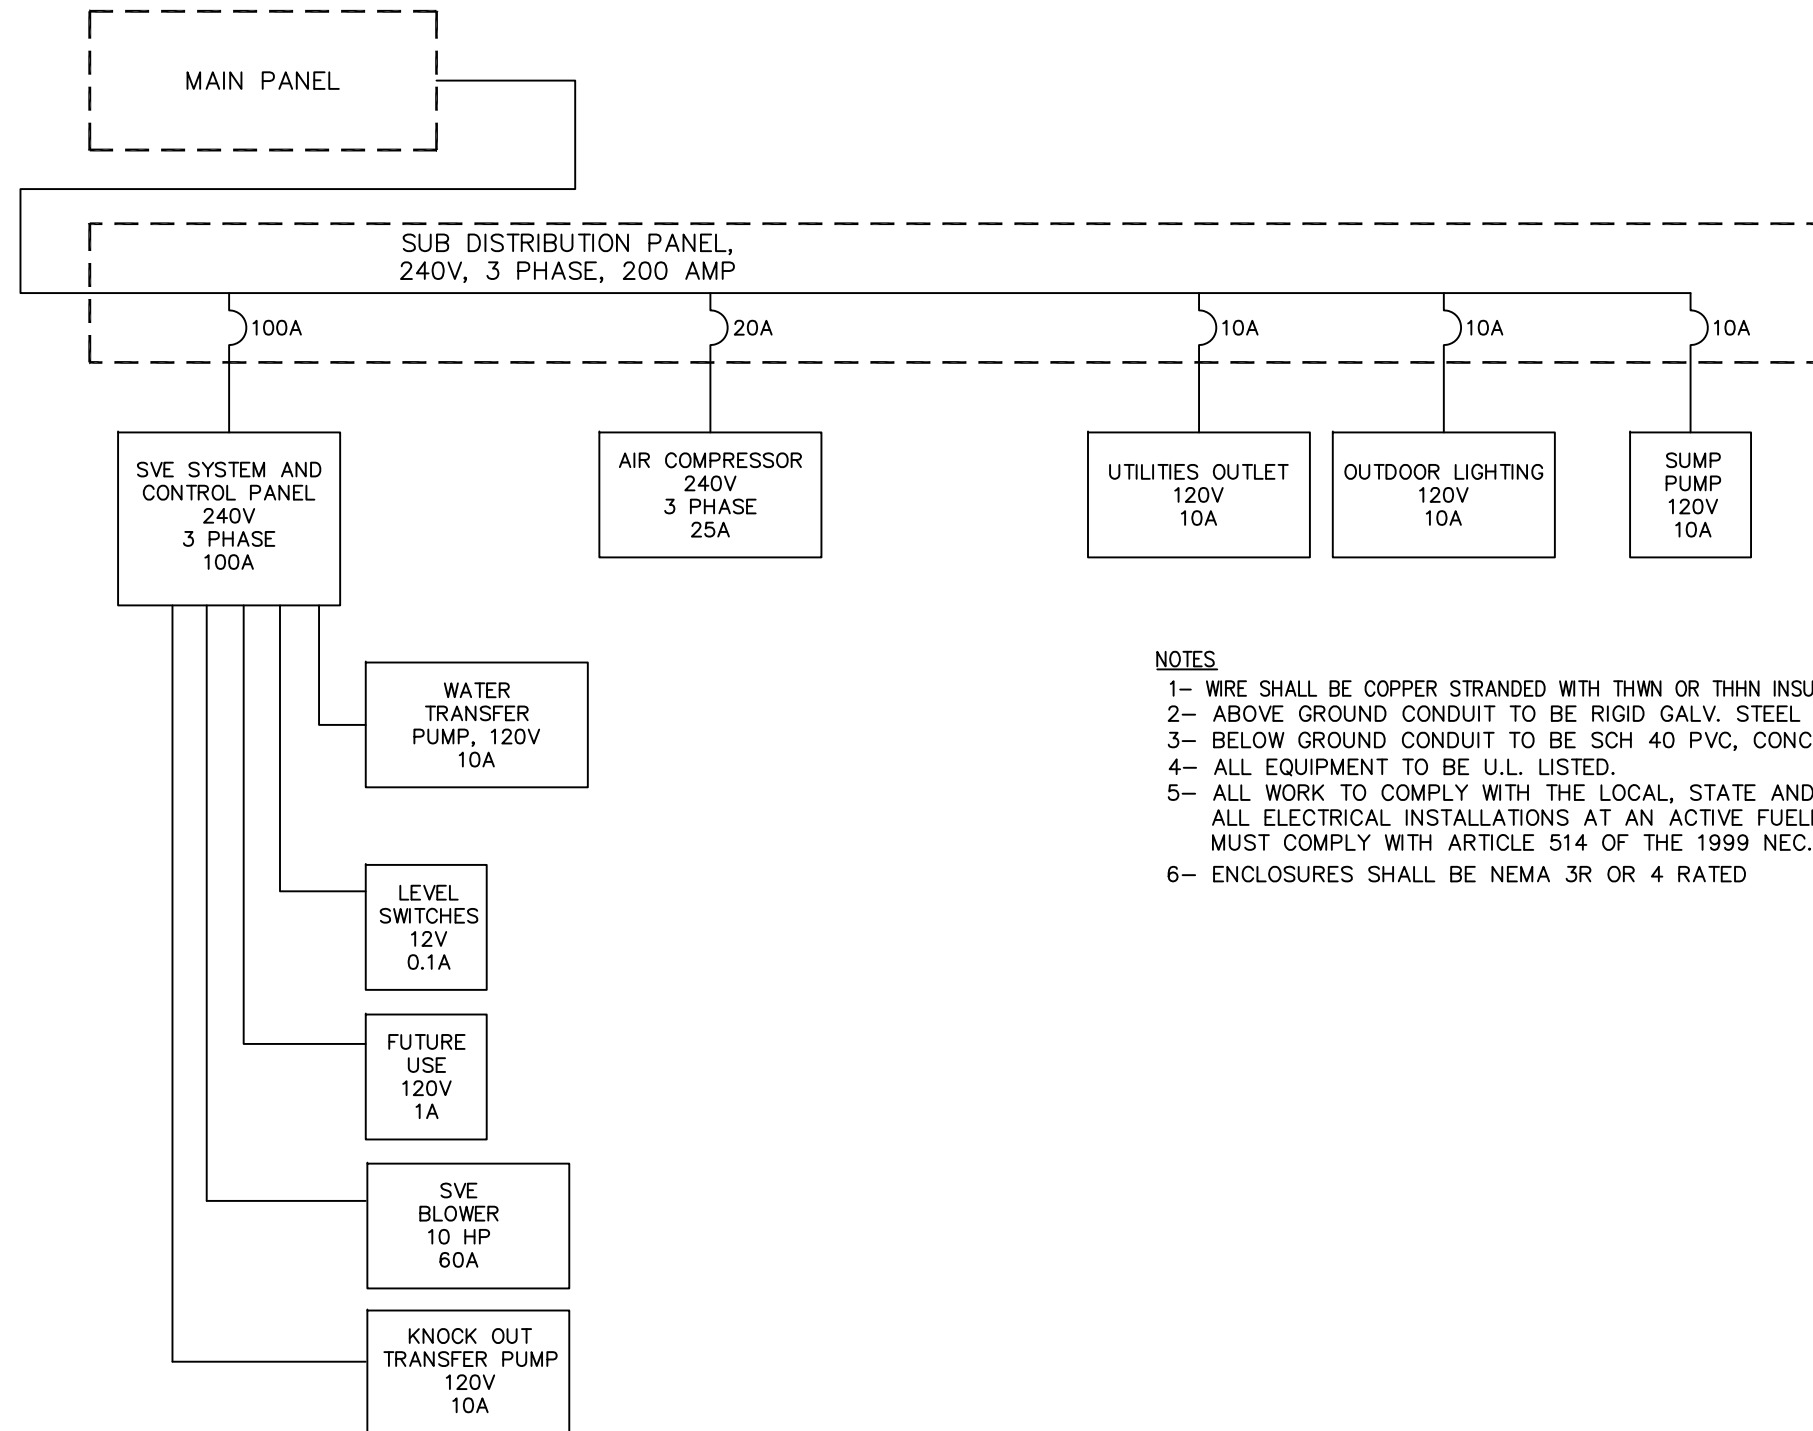 MAIN PANEL
SUB DISTRIBUTION PANEL,
240V, 3 PHASE, 200 AMP
100A
20A
10A
10A
10A
SVE SYSTEM AND
CONTROL PANEL
240V
3 PHASE
100A
AIR COMPRESSOR
240V
3 PHASE
25A
UTILITIES OUTLET
120V
10A
OUTDOOR LIGHTING
120V
10A
SUMP
PUMP
120V
10A
WATER
TRANSFER
PUMP, 120V
10A
LEVEL
SWITCHES
12V
0.1A
FUTURE
USE
120V
1A
SVE
BLOWER
10 HP
60A
KNOCK OUT
TRANSFER PUMP
120V
10A
NOTES
1– WIRE SHALL BE COPPER STRANDED WITH THWN OR THHN
2– ABOVE GROUND CONDUIT TO BE RIGID GALV. STEEL
3– BELOW GROUND CONDUIT TO BE SCH 40 PVC,
4– ALL EQUIPMENT TO BE U.L. LISTED.
5– ALL WORK TO COMPLY WITH THE LOCAL, STATE AND
ALL ELECTRICAL INSTALLATIONS AT AN ACTIVE
MUST COMPLY WITH ARTICLE 514 OF THE 1999 NEC.
6– ENCLOSURES SHALL BE NEMA 3R OR 4 RATED